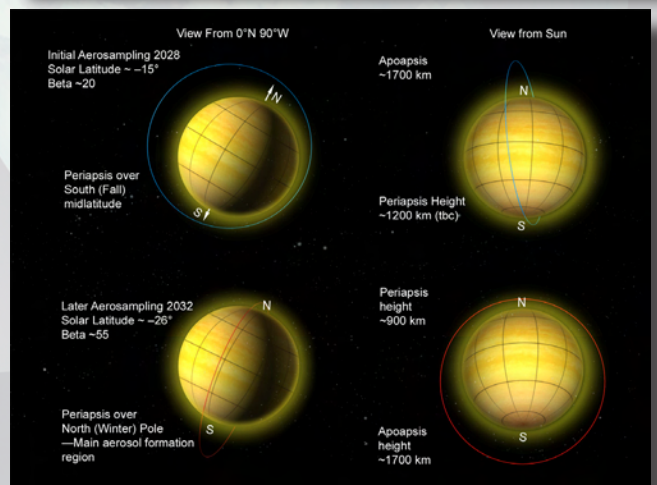 View From 0°N 90°W
View from Sun
Initial Aerosampling 2028
Solar Latitude ~ –15°
Beta ~20
Apoapsis
~1700 km
N
N
Periapsis over
South (Fall)
midlatitude
S
Periapsis Height
~1200 km (tbc)
S
Later Aerosampling 2032
Solar Latitude ~ –26°
Beta ~55
N
Periapsis
height
~900 km
N
Periapsis over
North (Winter) Pole
—Main aerosol formation
region
S
Apoapsis
height
~1700 km
S